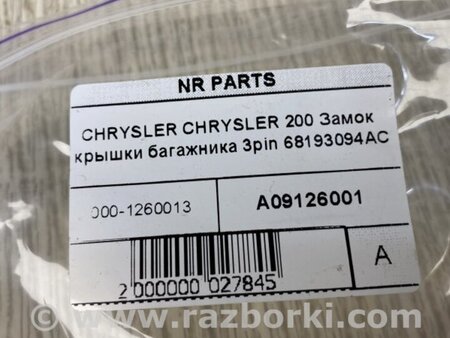 NR PARTS
CHRYSLER CHRYSLER 200 Замок
крышки багажника 3pin 68193094AC
000-1260013
A09126001
2 000000 027845
A
www.razborki.com